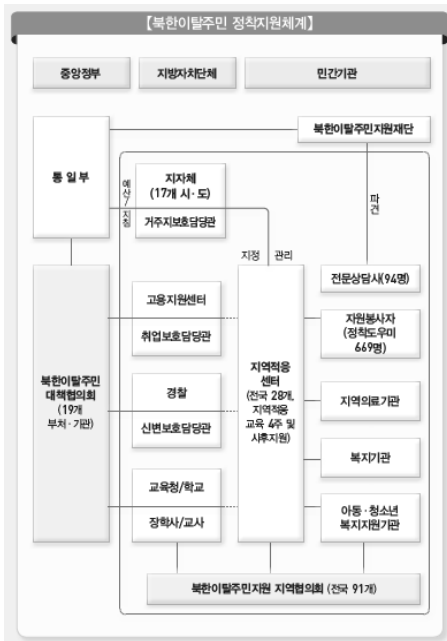 【북한이탈주민 정착지원체계】
중앙정부
지방자치단체
민간기관
북한이탈주민지원재단
통일부
예산/지침
지자체
(17개 시·도)
거주지보호담당관
파견
지정 관리
전문상담사(94명)
고용지원센터
취업보호담당관
자원봉사자
(정착도우미
669명)
북한이탈주민
대책협의회
(19개
부처·기관)
지역적응
센터
(전국 28개,
지역적응
교육 4주 및
사후지원)
경찰
신변보호담당관
지역의료기관
복지기관
교육청/학교
장학사/교사
아동·청소년
복지지원기관
북한이탈주민지원 지역협의회 (전국 91개)